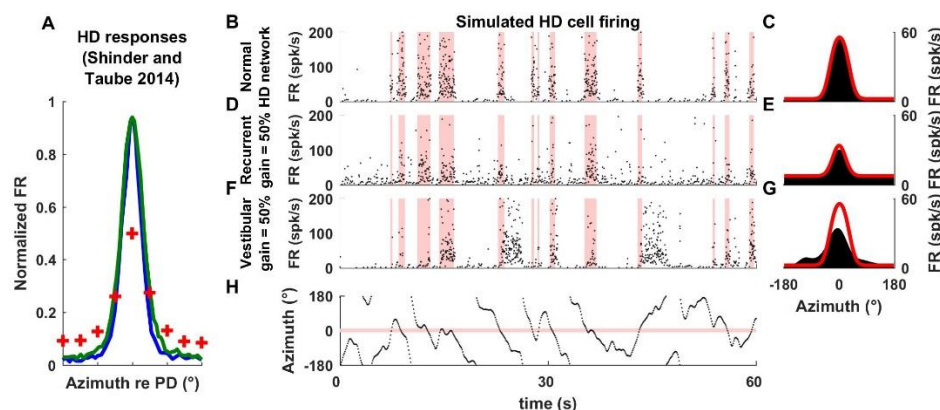 A
HD responses
(Shinder and
Taube 2014)
Normalized FR
1
0.8
0.6
0.4
0.2
0
Azimuth re PD (°)
Simulated HD cell firing
B
Normal
HD network
FR (spk/s)
200
100
0
C
60
0
FR (spk/s)
D
Recurrent
gain = 50%
FR (spk/s)
200
100
0
E
60
0
FR (spk/s)
F
Vestibular
gain = 50%
FR (spk/s)
200
100
0
G
60
0
FR (spk/s)
-180 0 180
Azimuth (°)
H
Azimuth (°)
180
0
-180
0 30 60
time (s)